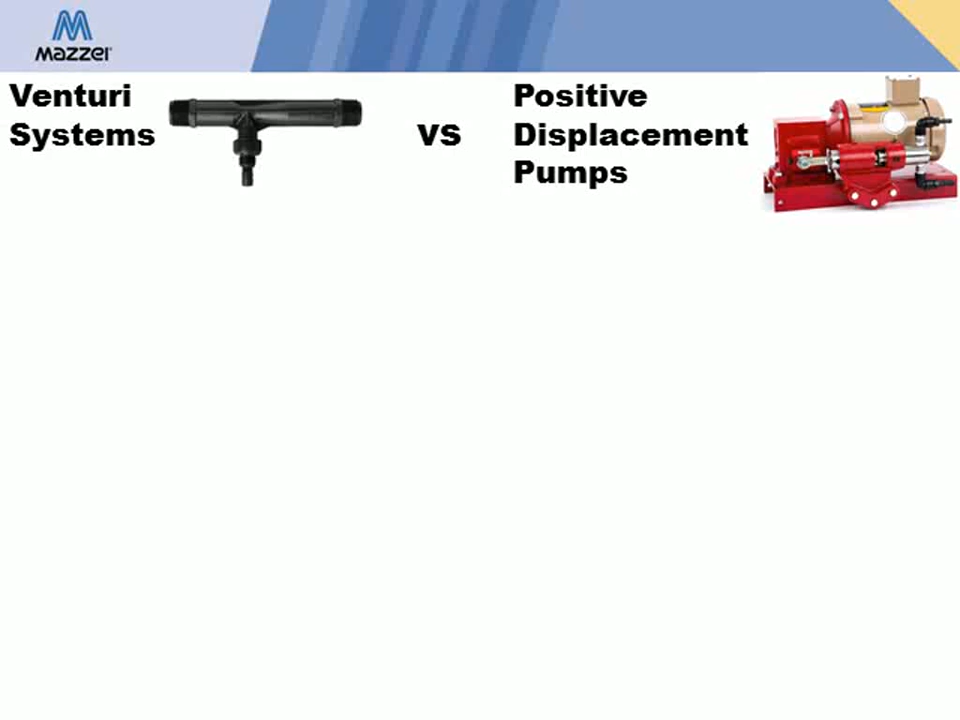 Mazzei
Venturi
Systems
VS
Positive
Displacement
Pumps